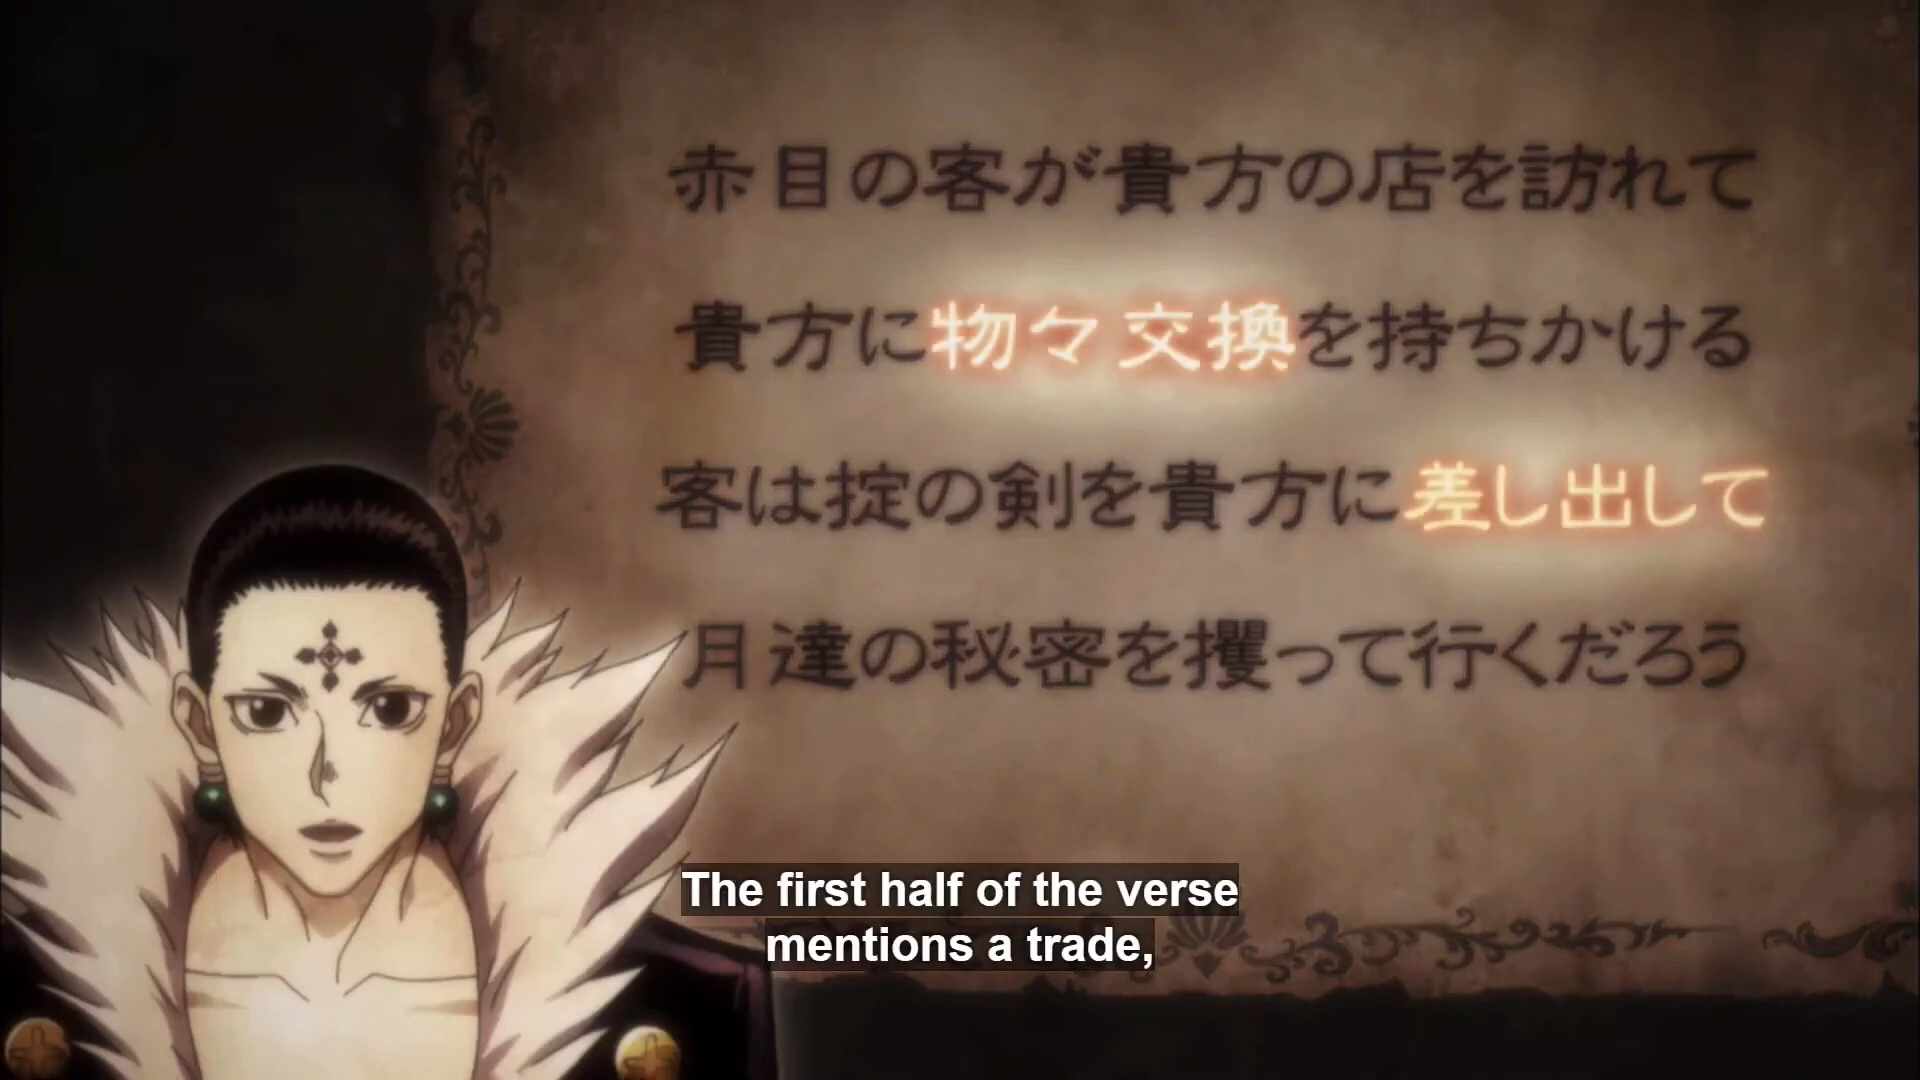 赤目の客が貴方の店を訪れて
貴方に物々交換を持ちかける
客は掟の剣を貴方に差し出して
月達の秘密を攫って行くだろう
The first half of the verse
mentions a trade,